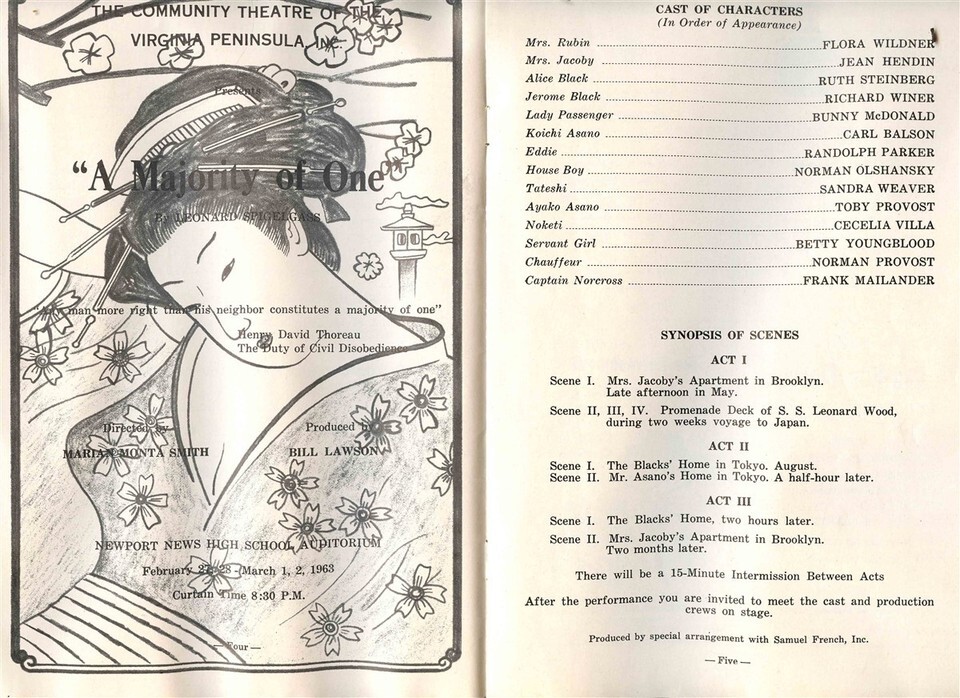 THE COMMUNITY THEATRE OF THE
VIRGINIA PENINSULA, INC.
Presents
"A Majority of One"
By LEONARD SPIGELGASS
"Any man more right than his neighbor constitutes a majority of one"
Henry David Thoreau
The Duty of Civil Disobedience
Directed by
Produced by
MARIAN MONTA SMITH
BILL LAWSON
NEWPORT NEWS HIGH SCHOOL AUDITORIUM
February 27-28 - March 1, 2, 1963
Curtain Time 8:30 P.M.
— Four —
CAST OF CHARACTERS
(In Order of Appearance)
Mrs. Rubin ........ FLORA WILDNER
Mrs. Jacoby ........ JEAN HENDIN
Alice Black ........ RUTH STEINBERG
Jerome Black ........ RICHARD WINER
Lady Passenger ........ BUNNY McDONALD
Koichi Asano ........ CARL BALSON
Eddie ........ RANDOLPH PARKER
House Boy ........ NORMAN OLSHANSKY
Tateshi ........ SANDRA WEAVER
Ayako Asano ........ TOBY PROVOST
Noketi ........ CECELIA VILLA
Servant Girl ........ BETTY YOUNGBLOOD
Chauffeur ........ NORMAN PROVOST
Captain Norcross ........ FRANK MAILANDER
SYNOPSIS OF SCENES
ACT I
Scene I. Mrs. Jacoby's Apartment in Brooklyn.
Late afternoon in May.
Scene II, III, IV. Promenade Deck of S. S. Leonard Wood,
during two weeks voyage to Japan.
ACT II
Scene I. The Blacks' Home in Tokyo. August.
Scene II. Mr. Asano's Home in Tokyo. A half-hour later.
ACT III
Scene I. The Blacks' Home, two hours later.
Scene II. Mrs. Jacoby's Apartment in Brooklyn.
Two months later.
There will be a 15-Minute Intermission Between Acts
After the performance you are invited to meet the cast and production
crews on stage.
Produced by special arrangement with Samuel French, Inc.
— Five —